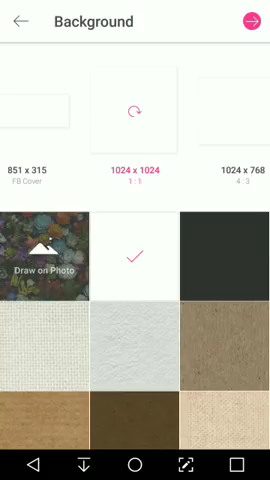 Background
851 x 315
FB Cover
1024 x 1024
1 : 1
1024 x 768
4 : 3
Draw on Photo